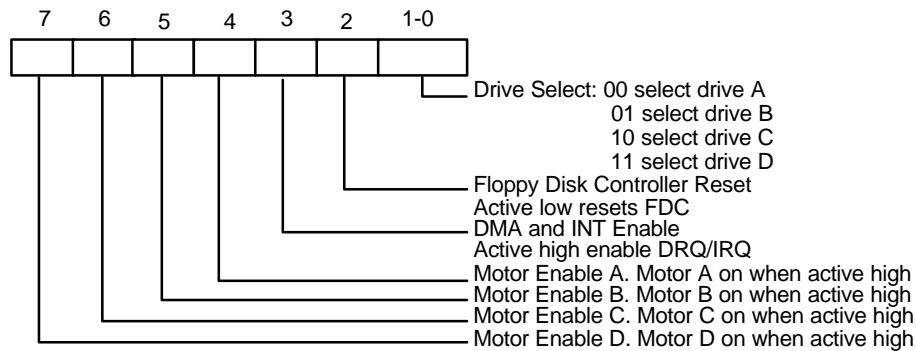 7 6 5 4 3 2 1-0
Drive Select: 00 select drive A
01 select drive B
10 select drive C
11 select drive D
Floppy Disk Controller Reset
Active low resets FDC
DMA and INT Enable
Active high enable DRQ/IRQ
Motor Enable A. Motor A on when active high
Motor Enable B. Motor B on when active high
Motor Enable C. Motor C on when active high
Motor Enable D. Motor D on when active high